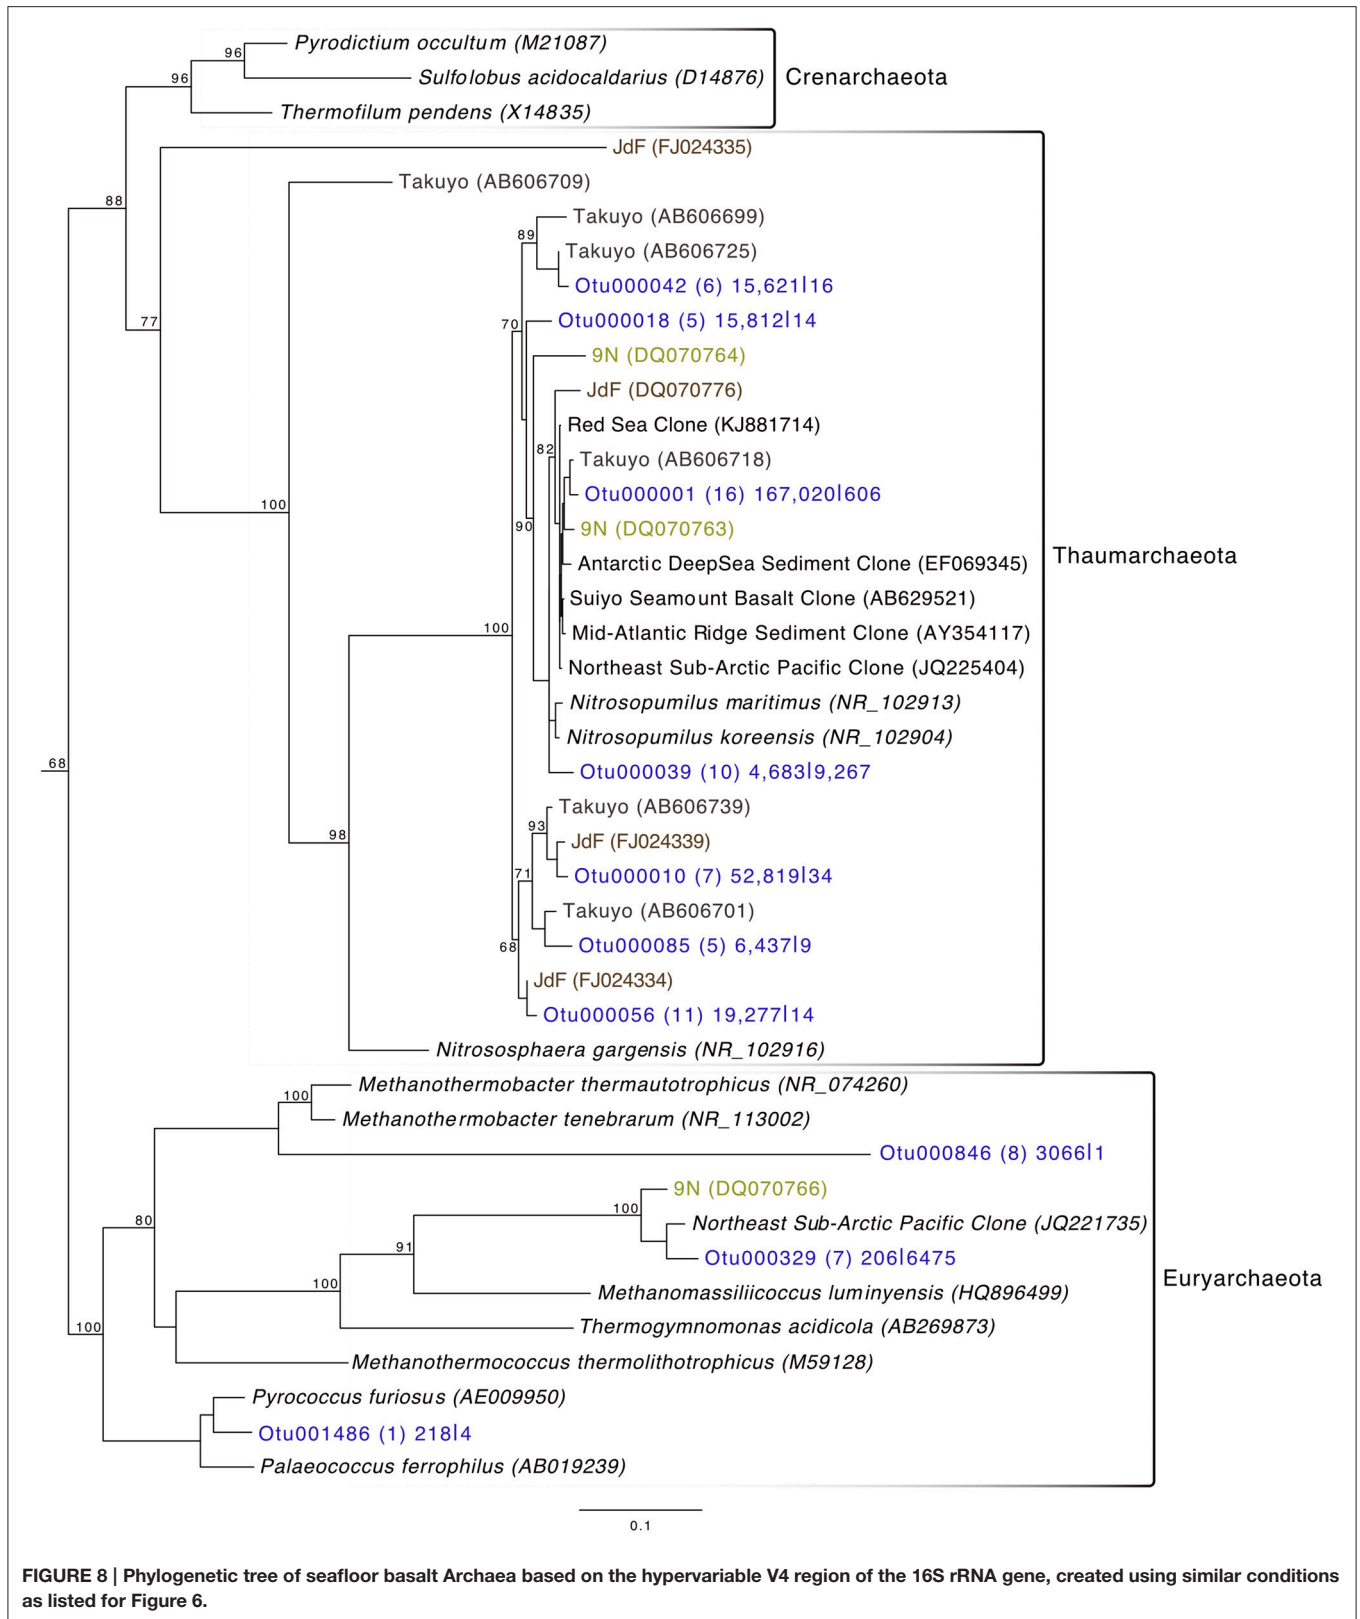 Pyrodictium occultum (M21087)
96
Sulfolobus acidocaldarius (D14876)
Crenarchaeota
96
Thermofilum pendens (X14835)
JdF (FJ024335)
Takuyo (AB606709)
88
Takuyo (AB606699)
89
Takuyo (AB606725)
Otu000042 (6) 15,621|16
77
70
Otu000018 (5) 15,812|14
9N (DQ070764)
JdF (DQ070776)
Red Sea Clone (KJ881714)
82
Takuyo (AB606718)
Otu000001 (16) 167,020|606
100
90
9N (DQ070763)
Thaumarchaeota
Antarctic DeepSea Sediment Clone (EF069345)
Suiyo Seamount Basalt Clone (AB629521)
100
Mid-Atlantic Ridge Sediment Clone (AY354117)
Northeast Sub-Arctic Pacific Clone (JQ225404)
Nitrosopumilus maritimus (NR_102913)
Nitrosopumilus koreensis (NR_102904)
68
Otu000039 (10) 4,683|9,267
Takuyo (AB606739)
93
98
JdF (FJ024339)
71
Otu000010 (7) 52,819|34
Takuyo (AB606701)
68
Otu000085 (5) 6,437|9
JdF (FJ024334)
Otu000056 (11) 19,277|14
Nitrososphaera gargensis (NR_102916)
Methanothermobacter thermautotrophicus (NR_074260)
100
Methanothermobacter tenebrarum (NR_113002)
Otu000846 (8) 3066|1
9N (DQ070766)
100
80
Northeast Sub-Arctic Pacific Clone (JQ221735)
91
Otu000329 (7) 206|6475
Euryarchaeota
100
Methanomassiliicoccus luminyensis (HQ896499)
100
Thermogymnomonas acidicola (AB269873)
Methanothermococcus thermolithotrophicus (M59128)
Pyrococcus furiosus (AE009950)
Otu001486 (1) 218|4
Palaeococcus ferrophilus (AB019239)
0.1
FIGURE 8 | Phylogenetic tree of seafloor basalt Archaea based on the hypervariable V4 region of the 16S rRNA gene, created using similar conditions
as listed for Figure 6.